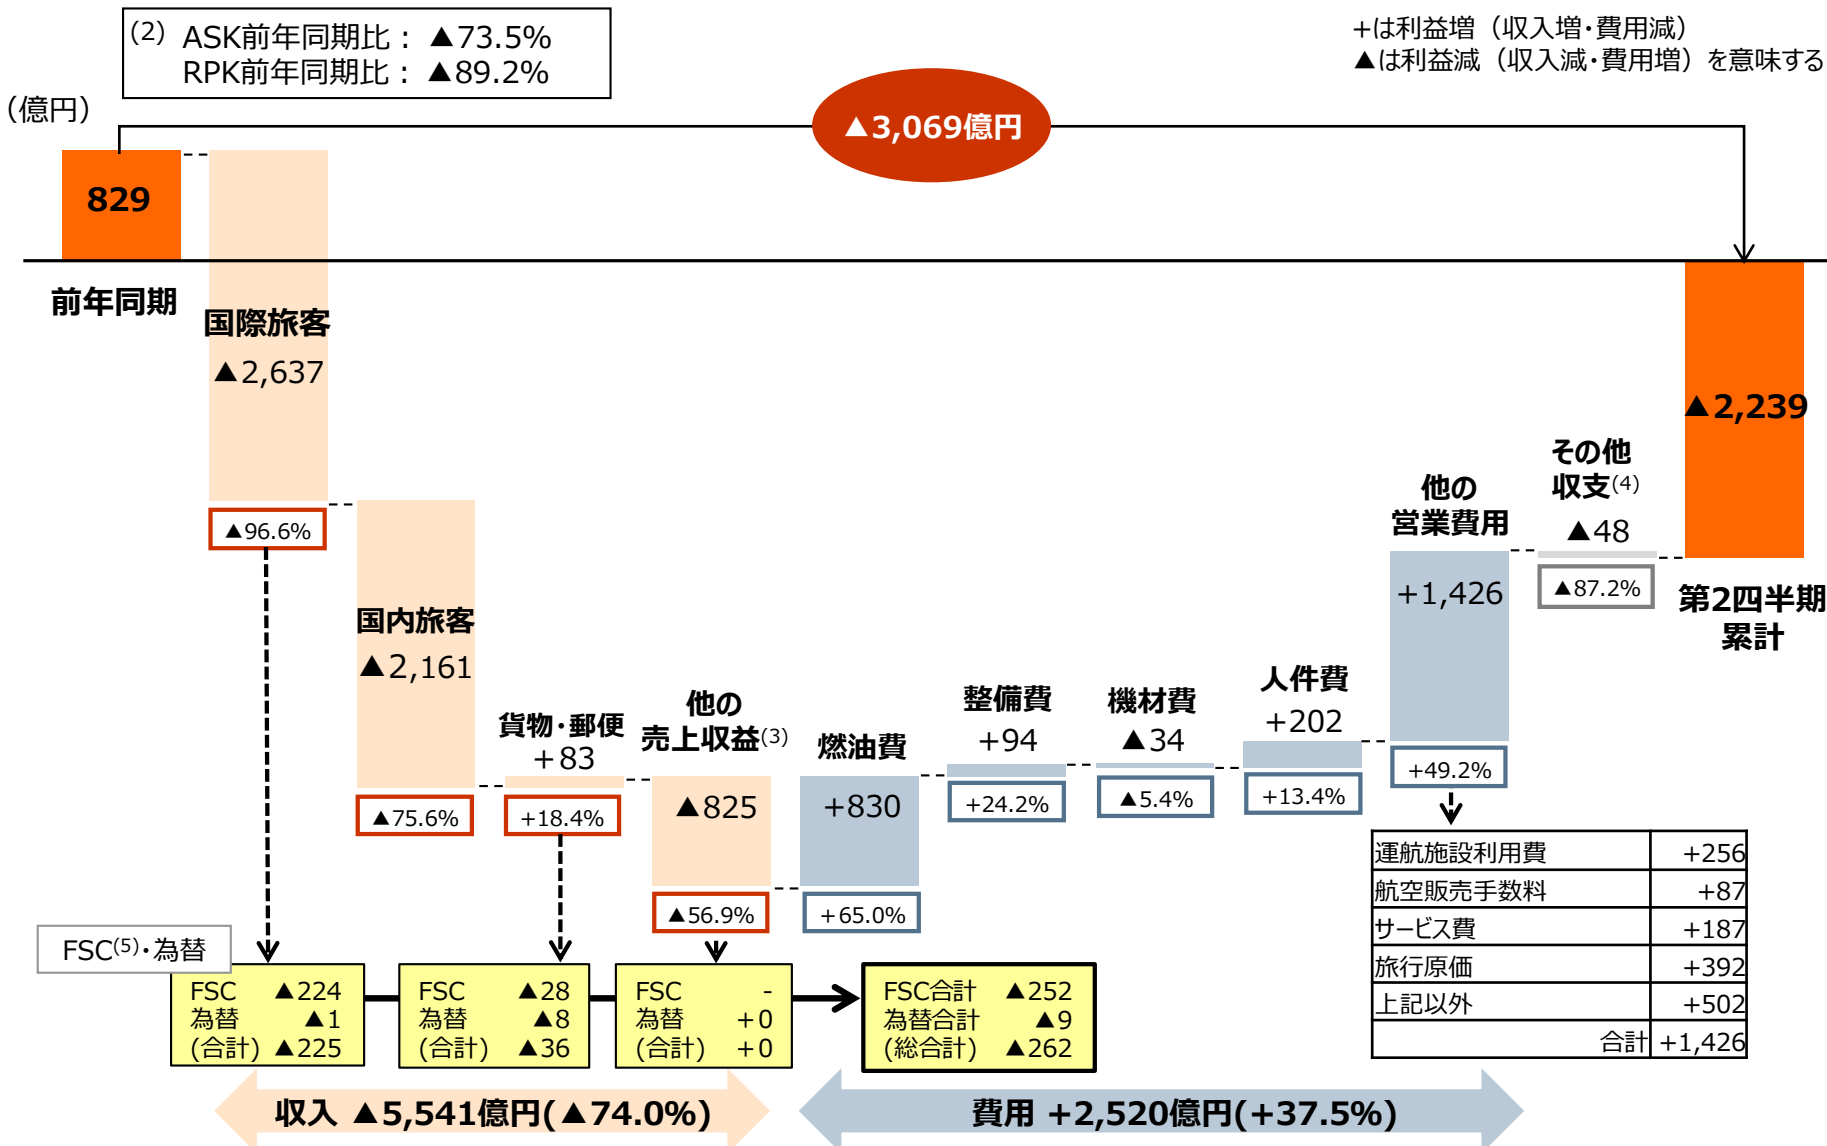 (2) ASK前年同期比： ▲73.5%
RPK前年同期比： ▲89.2%
+は利益増（収入増・費用減）
▲は利益減（収入減・費用増）を意味する
（億円）
▲3,069億円
829
前年同期
国際旅客
▲2,637
▲96.6%
国内旅客
▲2,161
▲75.6%
貨物・郵便
+83
+18.4%
他の
売上収益(3)
▲825
▲56.9%
燃油費
+830
+65.0%
整備費
+94
+24.2%
機材費
▲34
▲5.4%
人件費
+202
+13.4%
他の
営業費用
+1,426
+49.2%
その他
収支(4)
▲48
▲87.2%
▲2,239
第2四半期
累計
運航施設利用費 +256
航空販売手数料 +87
サービス費 +187
旅行原価 +392
上記以外 +502
合計 +1,426
FSC(5)・為替
FSC ▲224
為替 ▲1
(合計) ▲225
FSC ▲28
為替 ▲8
(合計) ▲36
FSC -
為替 +0
(合計) +0
FSC合計 ▲252
為替合計 ▲9
(総合計) ▲262
収入 ▲5,541億円(▲74.0%)
費用 +2,520億円(+37.5%)